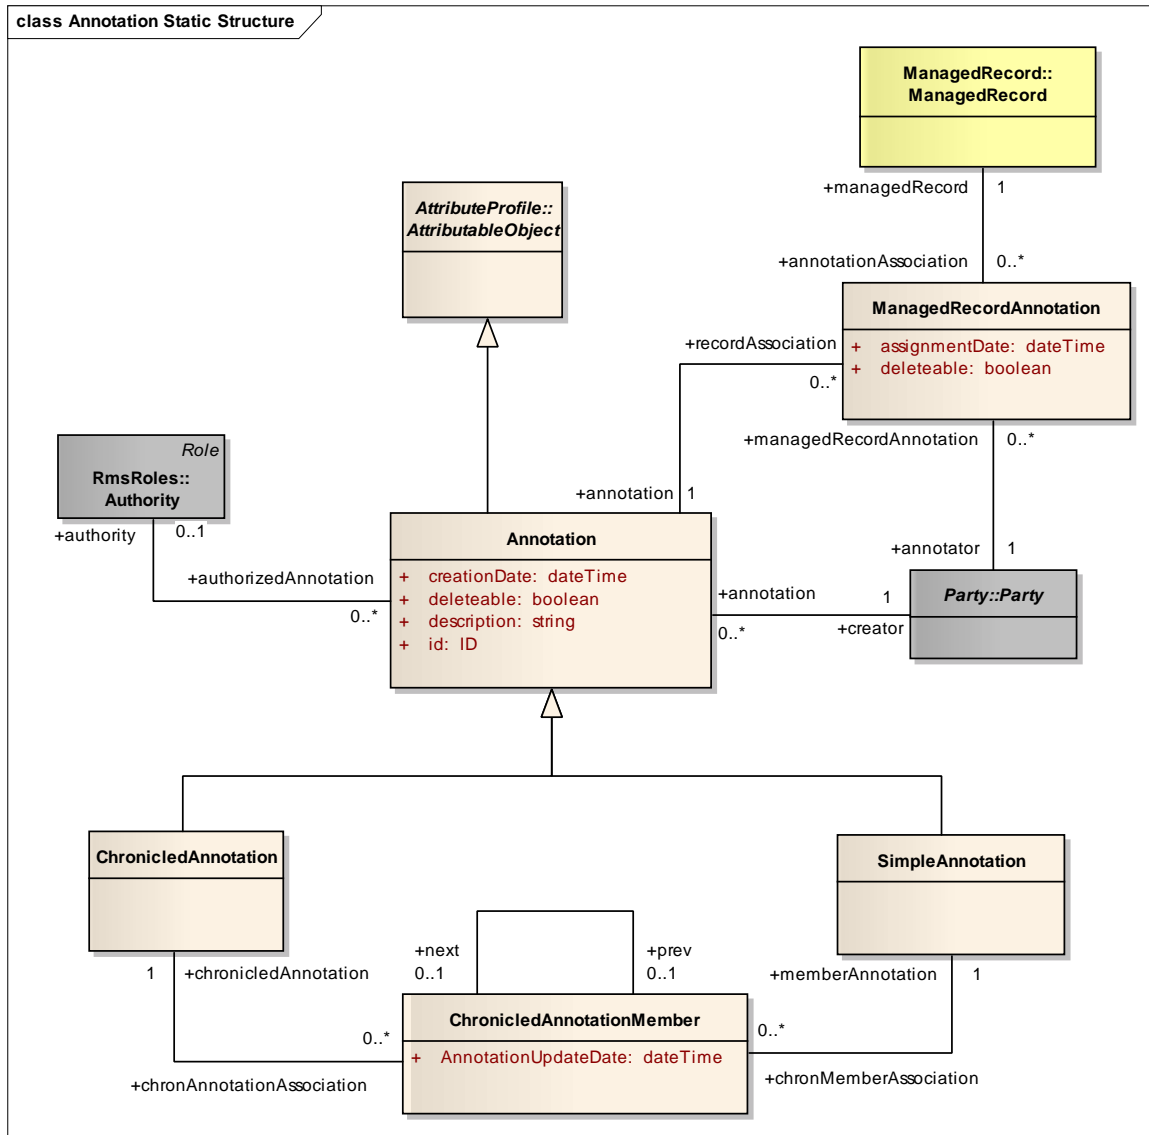 class Annotation Static Structure
ManagedRecord::
ManagedRecord
+managedRecord 1
AttributeProfile::
AttributableObject
+annotationAssociation 0..*
ManagedRecordAnnotation
+ assignmentDate: dateTime
+ deleteable: boolean
+recordAssociation
0..*
+managedRecordAnnotation 0..*
Role
RmsRoles::
Authority
+authority 0..1
+annotation 1
Annotation
+ creationDate: dateTime
+ deleteable: boolean
+ description: string
+ id: ID
+authorizedAnnotation
0..*
+annotator 1
+annotation 1
0..* +creator
Party::Party
ChronicledAnnotation
SimpleAnnotation
+next +prev
0..1 0..1
1 +chronicledAnnotation
+memberAnnotation 1
ChronicledAnnotationMember
+ AnnotationUpdateDate: dateTime
0..* 0..*
+chronAnnotationAssociation
+chronMemberAssociation